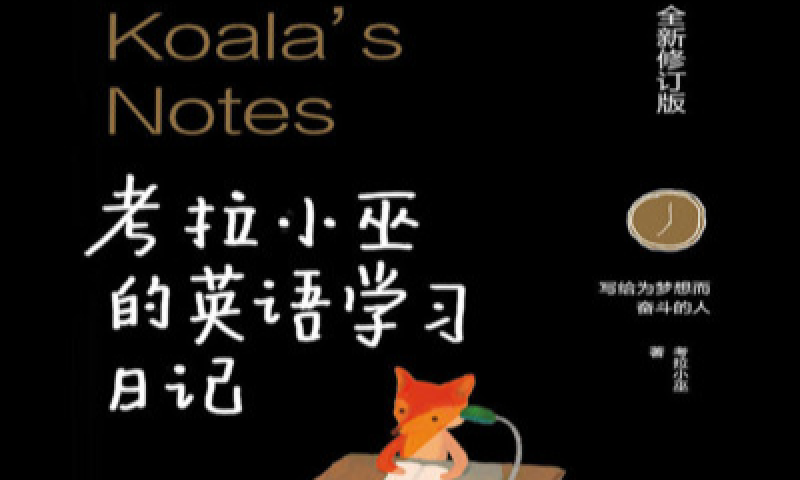 Koala's
Notes
考拉小巫
的英语学习
日记
全新修订版
写给为梦想而
奋斗的人
考拉小巫
著